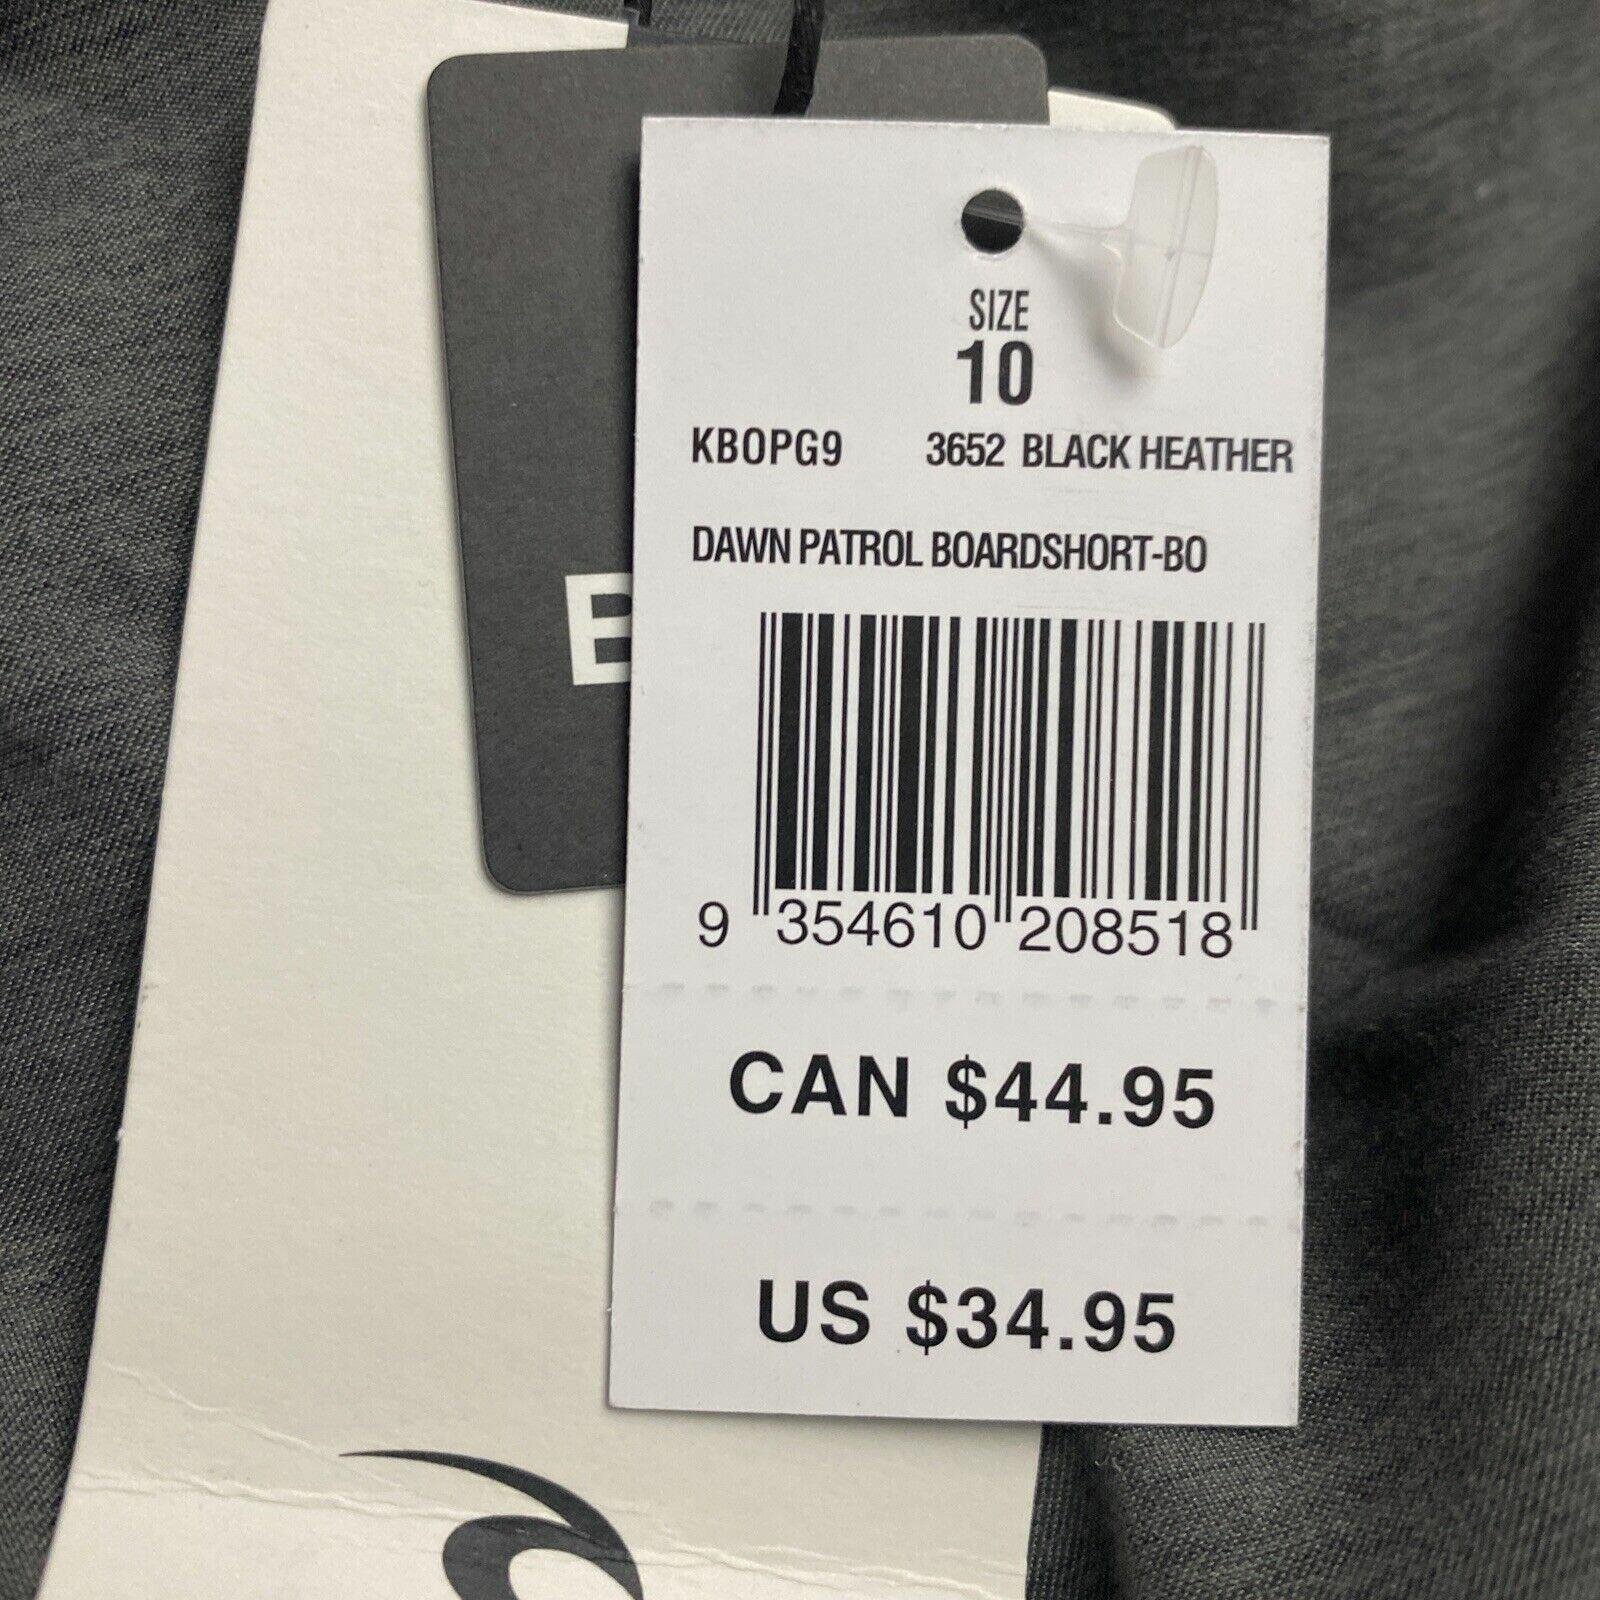 SIZE
10
KBOPG9 3652 BLACK HEATHER
DAWN PATROL BOARDSHORT-BO
B
9 354610 208518
CAN $44.95
US $34.95